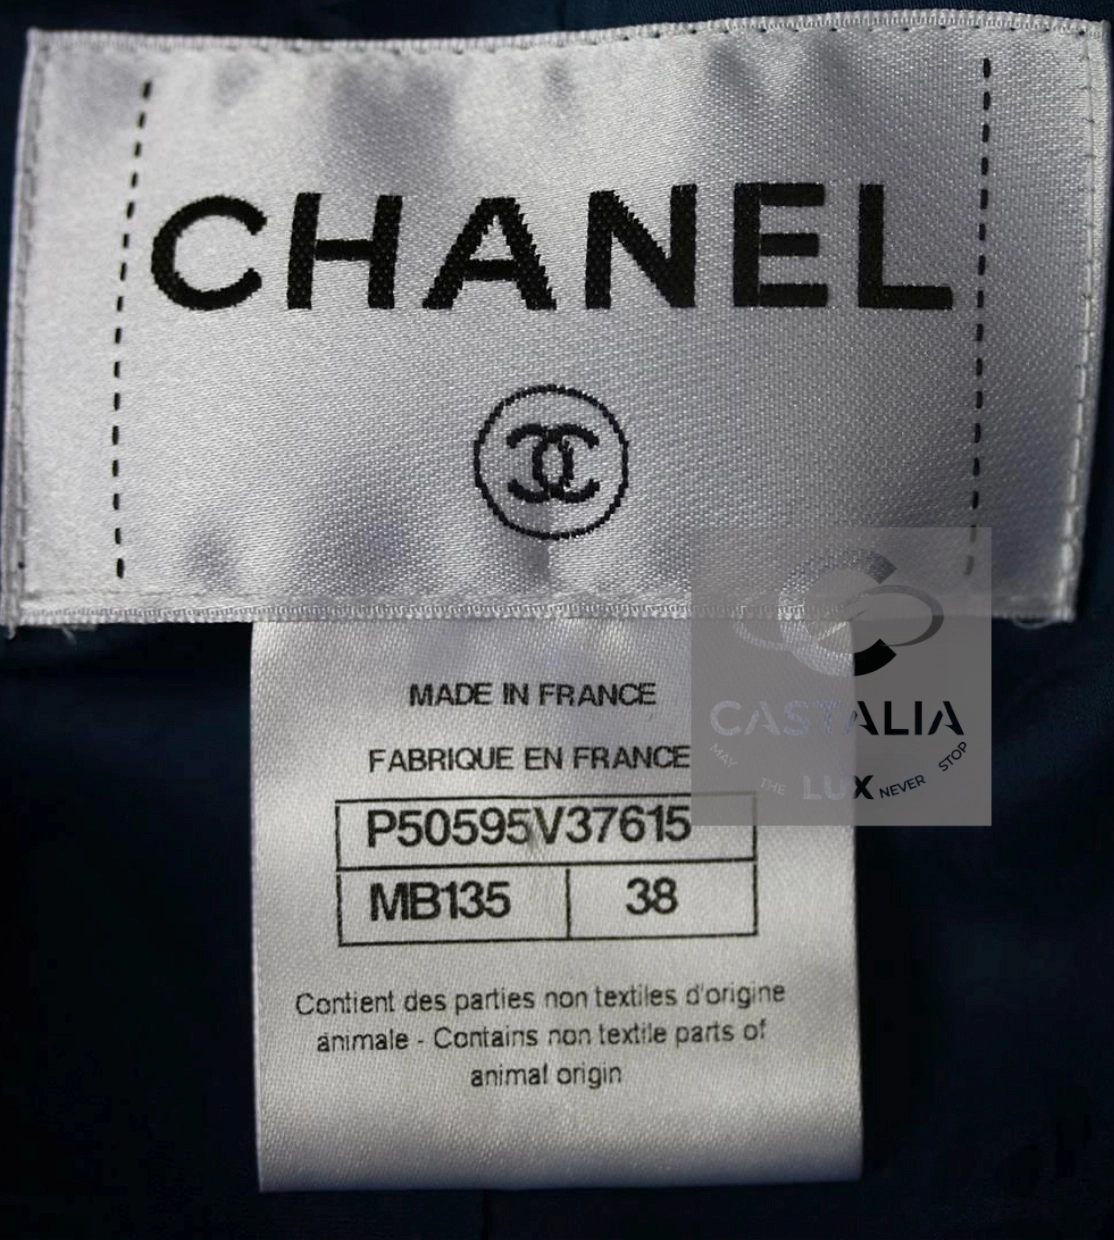 CHANEL
MADE IN FRANCE
FABRIQUE EN FRANCE
P50595V37615
MB135 38
Contient des parties non textiles d'origine
animale - Contains non textile parts of
animal origin
CASTALIA
MAY THE LUX NEVER STOP